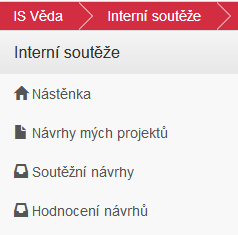 IS Věda Interní soutěže
Interní soutěže
Nástěnka
Návrhy mých projektů
Soutěžní návrhy
Hodnocení návrhů